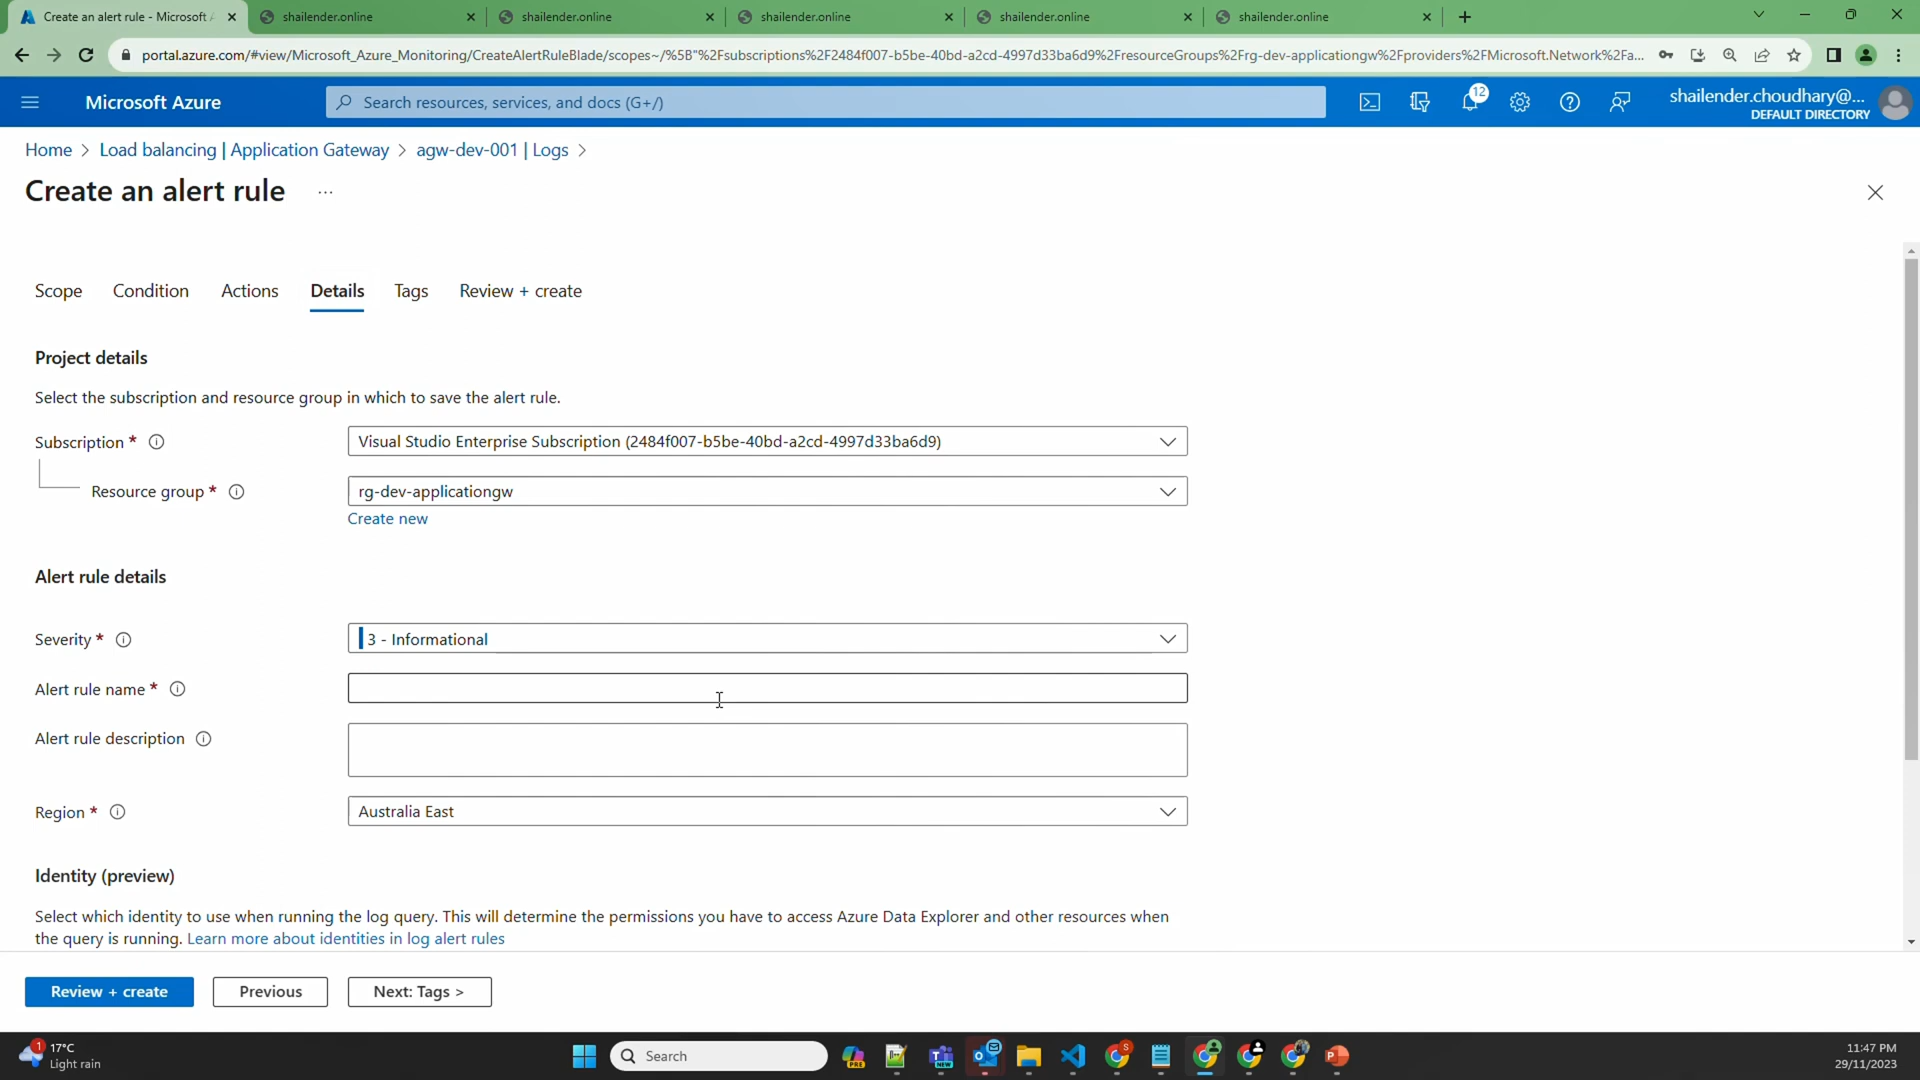 Create an alert rule - Microsoft A
shailender.online
shailender.online
shailender.online
shailender.online
shailender.online
portal.azure.com/#view/Microsoft_Azure_Monitoring/CreateAlertRuleBlade/scopes~/%5B"%2Fsubscriptions%2F2484f007-b5be-40bd-a2cd-4997d33ba6d9%2FresourceGroups%2Frg-dev-applicationgw%2Fproviders%2FMicrosoft.Network%2Fa...
Microsoft Azure
Search resources, services, and docs (G+/)
12
shailender.choudhary@...
DEFAULT DIRECTORY
Home > Load balancing | Application Gateway > agw-dev-001 | Logs >
Create an alert rule ...
Scope Condition Actions Details Tags Review + create
Project details
Select the subscription and resource group in which to save the alert rule.
Subscription * Visual Studio Enterprise Subscription (2484f007-b5be-40bd-a2cd-4997d33ba6d9)
Resource group * rg-dev-applicationgw
Create new
Alert rule details
Severity * 3 - Informational
Alert rule name *
Alert rule description
Region * Australia East
Identity (preview)
Select which identity to use when running the log query. This will determine the permissions you have to access Azure Data Explorer and other resources when
the query is running. Learn more about identities in log alert rules
Review + create Previous Next: Tags >
1
17°C
Light rain
Search
PRE
NEW
S
P
11:47 PM
29/11/2023